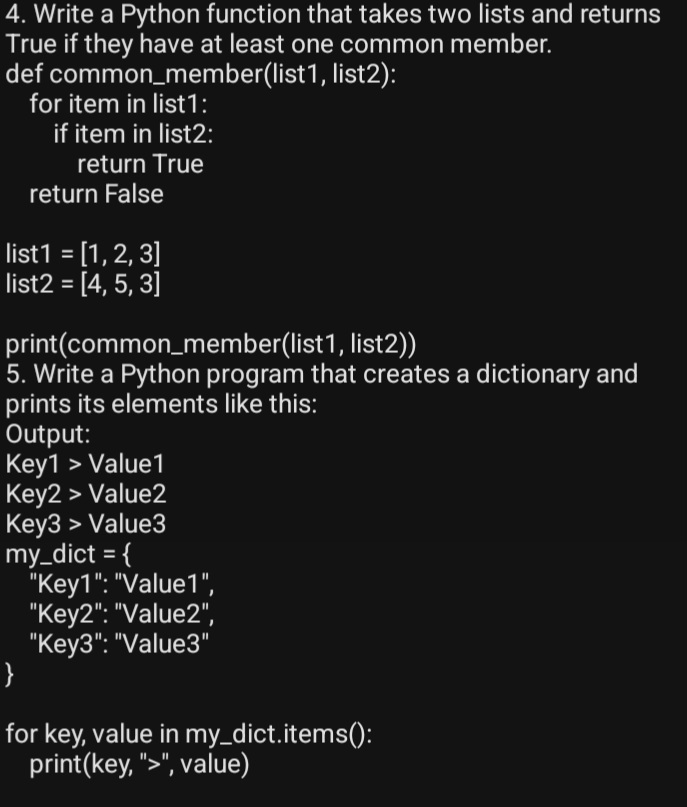 4. Write a Python function that takes two lists and returns
True if they have at least one common member.
def common_member(list1, list2):
    for item in list1:
        if item in list2:
            return True
    return False

list1 = [1, 2, 3]
list2 = [4, 5, 3]

print(common_member(list1, list2))
5. Write a Python program that creates a dictionary and
prints its elements like this:
Output:
Key1 > Value1
Key2 > Value2
Key3 > Value3
my_dict = {
    "Key1": "Value1",
    "Key2": "Value2",
    "Key3": "Value3"
}

for key, value in my_dict.items():
    print(key, ">", value)